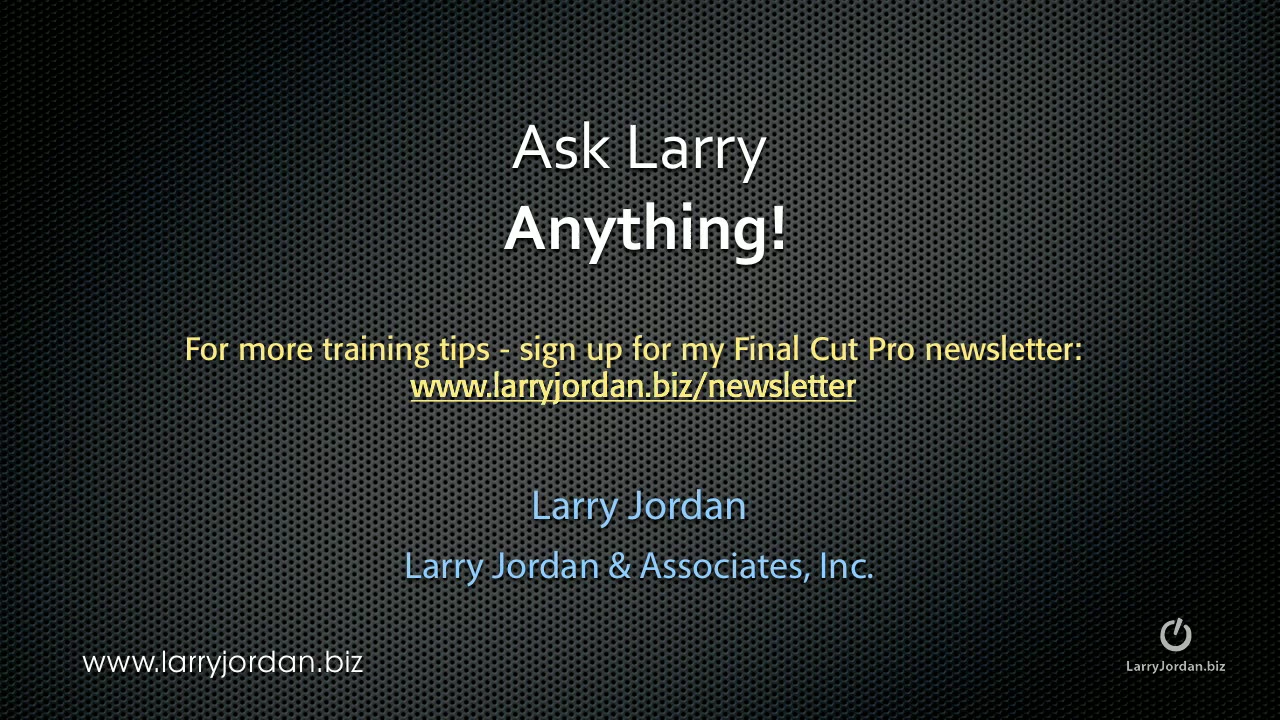 Ask Larry
Anything!
For more training tips - sign up for my Final Cut Pro newsletter:
www.larryjordan.biz/newsletter
Larry Jordan
Larry Jordan & Associates, Inc.
www.larryjordan.biz
LarryJordan.biz